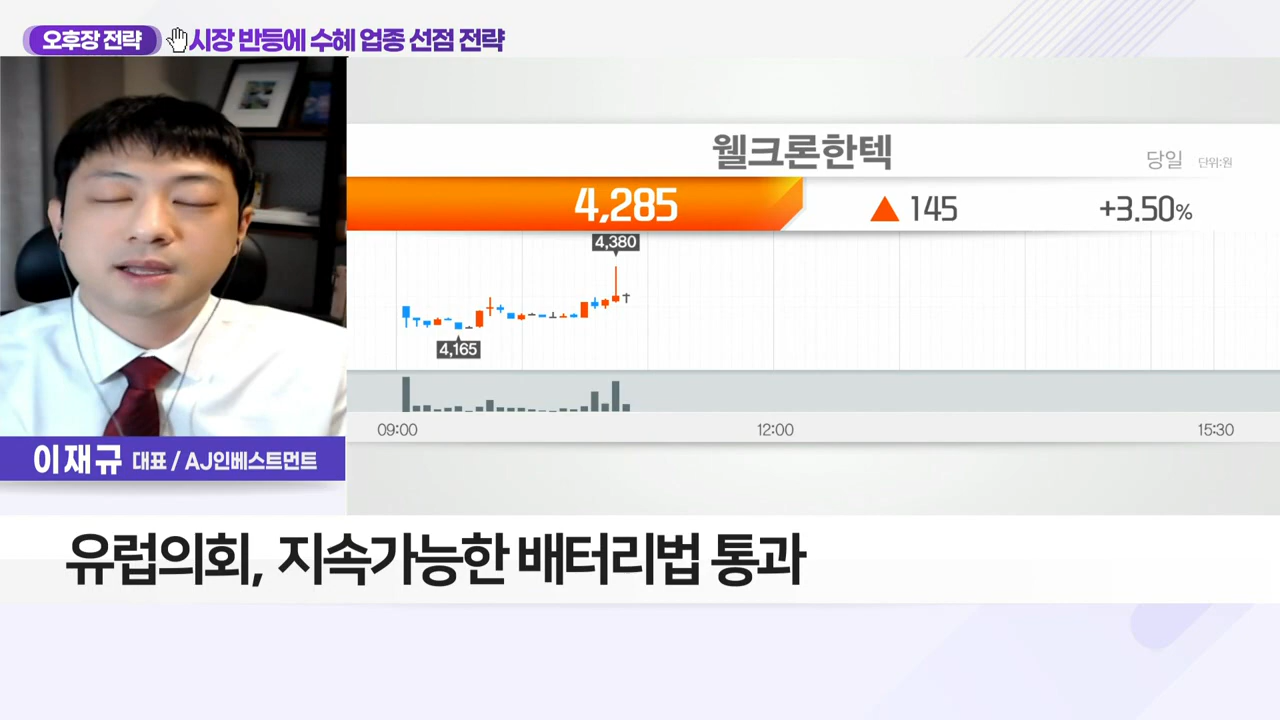 오후장 전략
시장 반등에 수혜 업종 선점 전략
웰크론한텍
당일 단위:원
4,285 ▲ 145 +3.50%
4,380
4,165
09:00 12:00 15:30
이재규 대표 / AJ인베스트먼트
유럽의회, 지속가능한 배터리법 통과